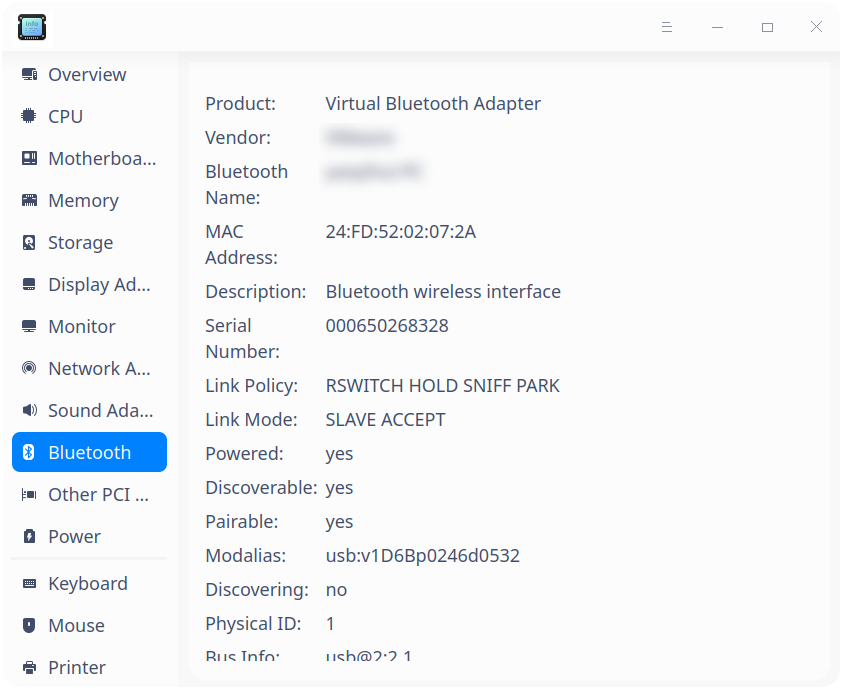 Overview
CPU
Motherboa...
Memory
Storage
Display Ad...
Monitor
Network A...
Sound Ada...
Bluetooth
Other PCI ...
Power
Keyboard
Mouse
Printer
Product: Virtual Bluetooth Adapter
Vendor:
Bluetooth
Name:
MAC 24:FD:52:02:07:2A
Address:
Description: Bluetooth wireless interface
Serial 000650268328
Number:
Link Policy: RSWITCH HOLD SNIFF PARK
Link Mode: SLAVE ACCEPT
Powered: yes
Discoverable: yes
Pairable: yes
Modalias: usb:v1D6Bp0246d0532
Discovering: no
Physical ID: 1
Bus Info: usb@2:2.1